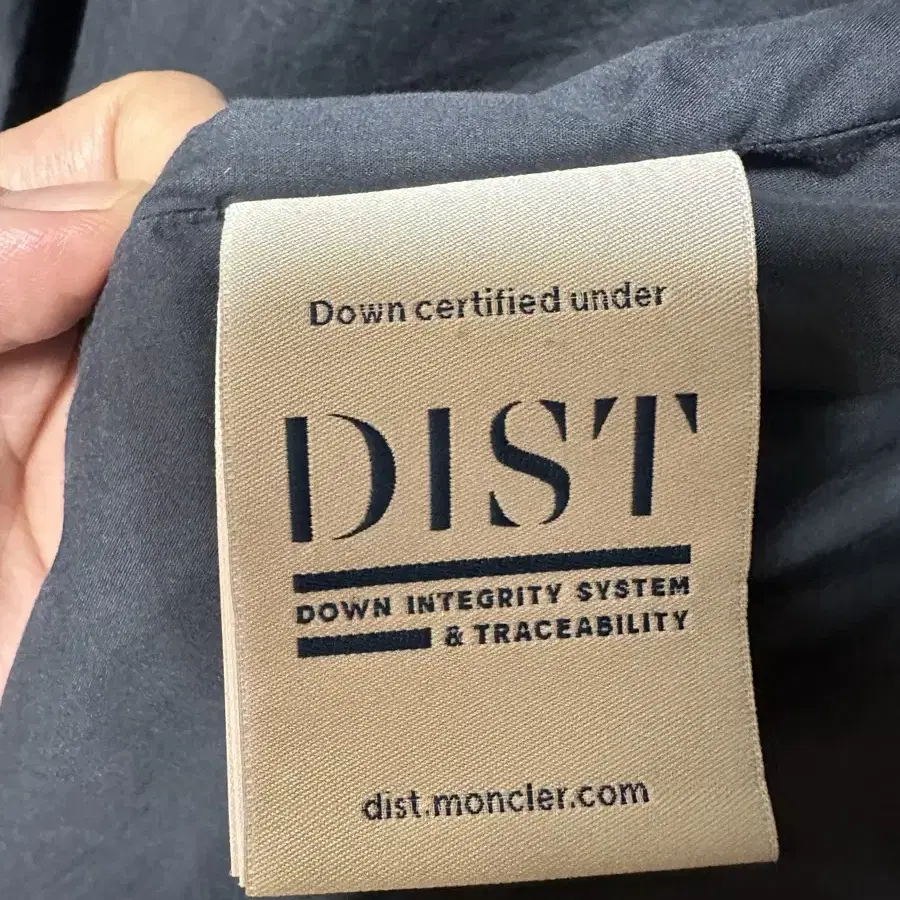 Down certified under
DIST
DOWN INTEGRITY SYSTEM
& TRACEABILITY
dist.moncler.com